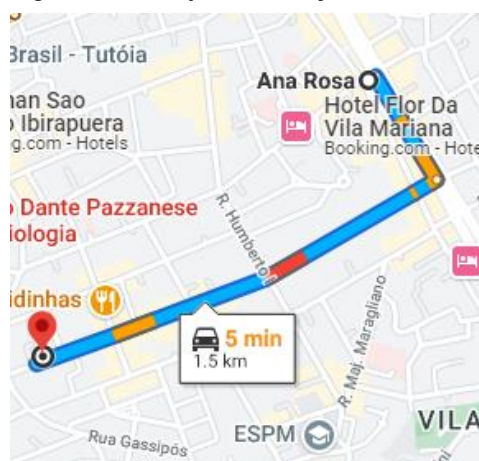 Brasil - Tutóia
Ana Rosa
Hotel Flor Da
Vila Mariana
Booking.com - Hote
nan Sao
o Ibirapuera
g.com - Hotels
o Dante Pazzanese
iologia
R. Humberto I
idinhas
5 min
1.5 km
R. Maj. Maragliano
ESPM
VILA
Rua Gassipós